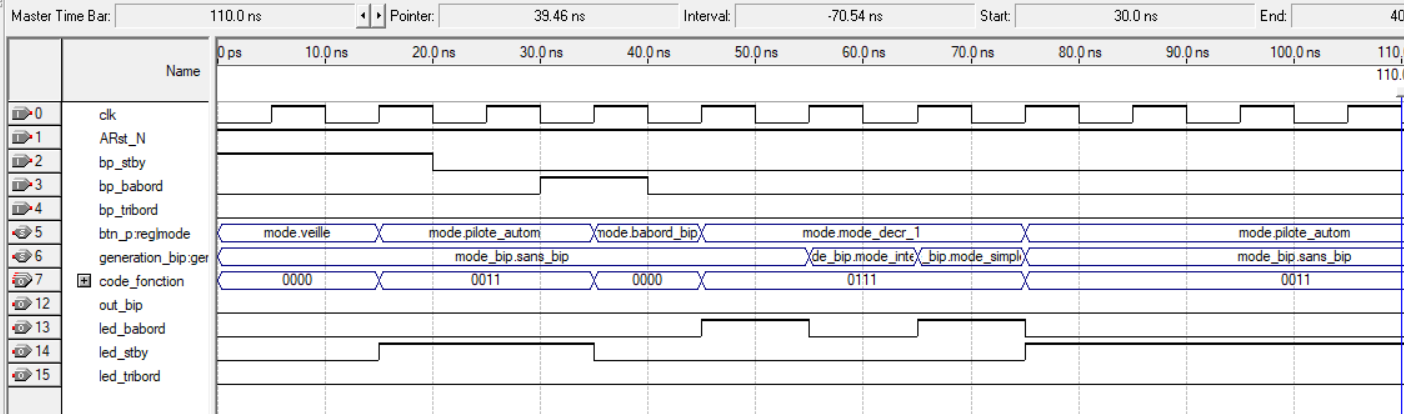 Master Time Bar: 110.0 ns Pointer: 39.46 ns Interval: -70.54 ns Start: 30.0 ns End: 40
Name 0 ps 10.0 ns 20.0 ns 30.0 ns 40.0 ns 50.0 ns 60.0 ns 70.0 ns 80.0 ns 90.0 ns 100.0 ns 110.
110.
0 clk
1 ARst_N
2 bp_stby
3 bp_babord
4 bp_tribord
5 btn_p:reg|mode mode.veille mode.pilote_autom mode.babord_bip mode.mode_decr_1 mode.pilote_autom
6 generation_bip:ger mode_bip.sans_bip de_bip.mode_inte _bip.mode_simpl mode_bip.sans_bip
7 code_fonction 0000 0011 0000 0111 0011
12 out_bip
13 led_babord
14 led_stby
15 led_tribord